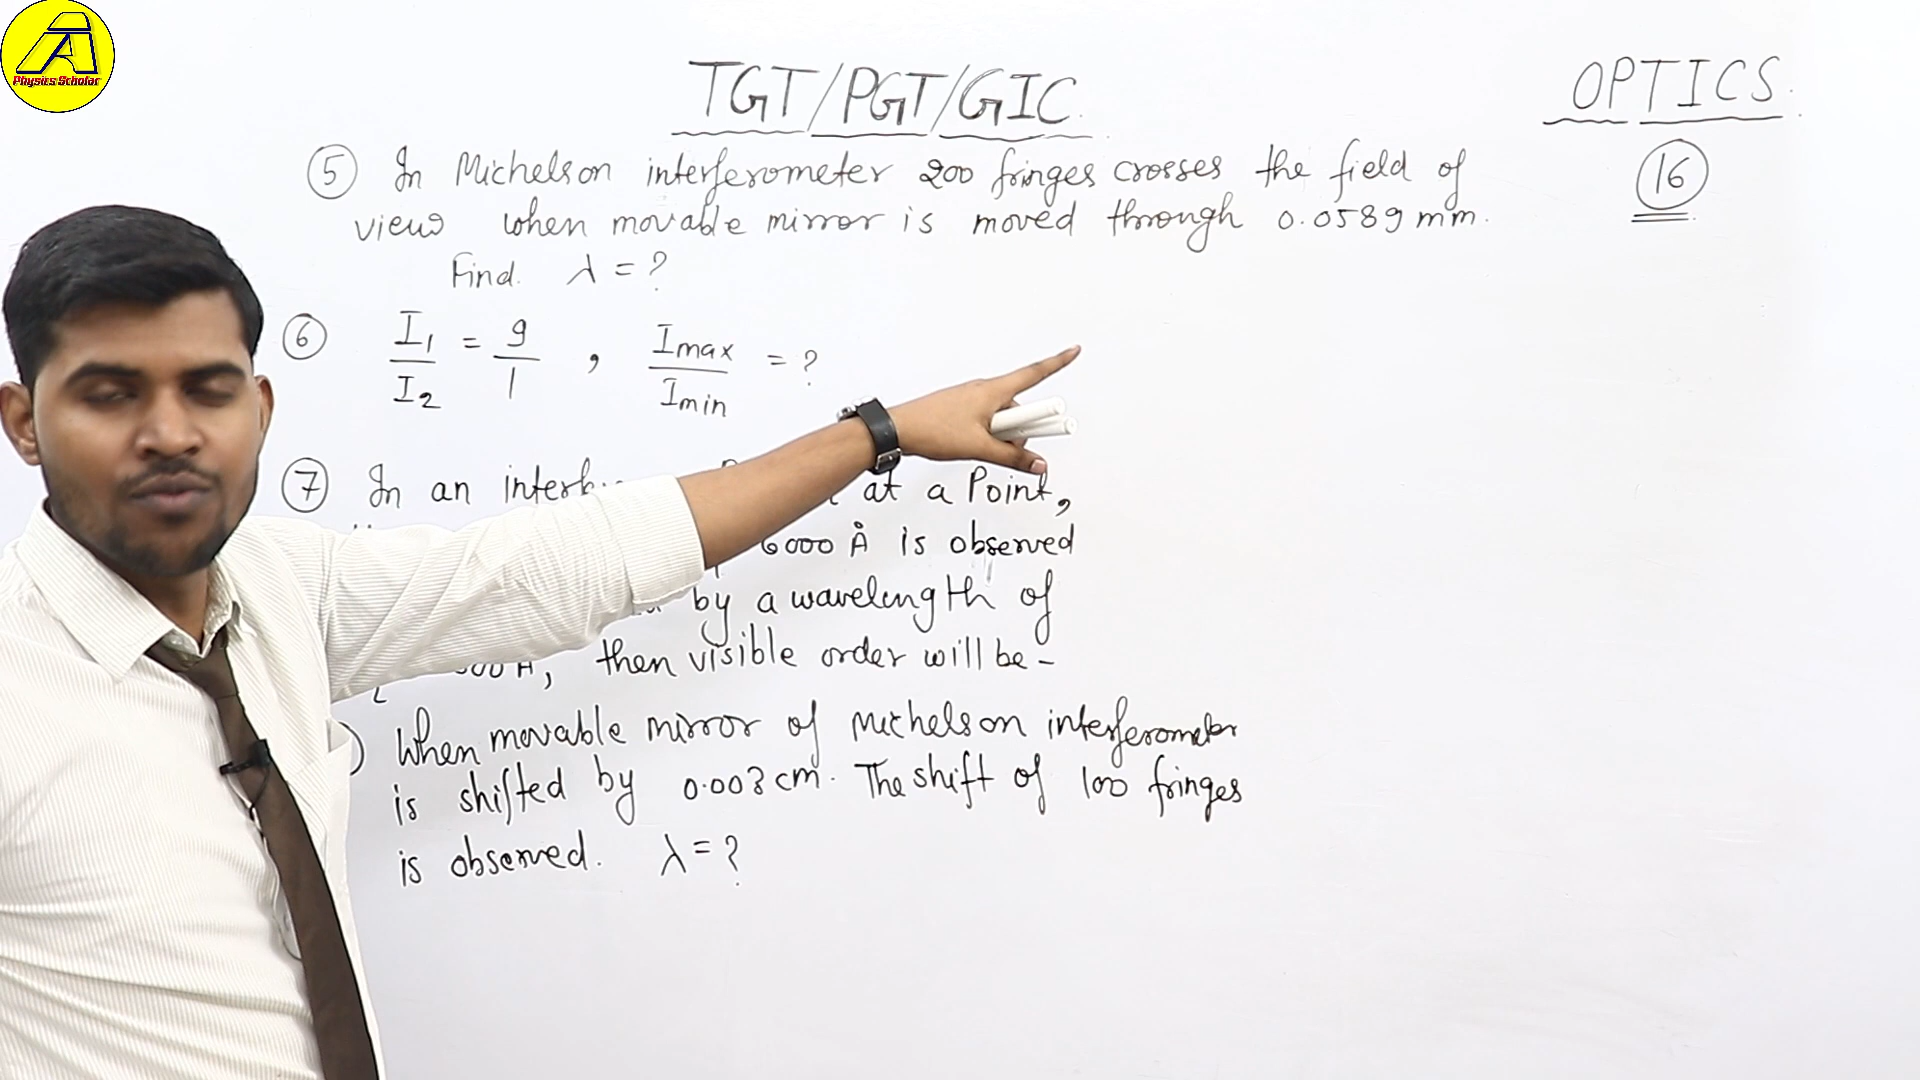 A
Physics Scholar
TGT/PGT/GIC.
OPTICS.
16
5 In Michelson interferometer 200 fringes crosses the field of
view when movable mirror is moved through 0.0589 mm.
Find. λ = ?
6 I1/I2 = 9/1 , Imax/Imin = ?
7 In an at a Point,
6000 Å is observed
by a wavelength of
then visible order will be -
) When movable mirror of Michelson interferometer
is shifted by 0.003 cm. The shift of 100 fringes
is observed. λ = ?